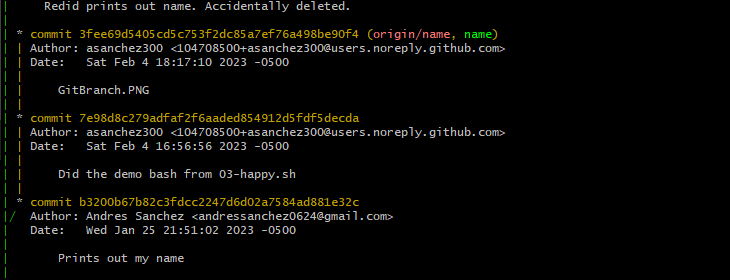 Redid prints out name. Accidentally deleted.
* commit 3fee69d5405cd5c753f2dc85a7ef76a498be90f4 (origin/name, name)
| Author: asanchez300 <104708500+asanchez300@users.noreply.github.com>
| Date:   Sat Feb 4 18:17:10 2023 -0500
|
|     GitBranch.PNG
|
* commit 7e98d8c279adfaf2f6aaded854912d5fdf5decda
| Author: asanchez300 <104708500+asanchez300@users.noreply.github.com>
| Date:   Sat Feb 4 16:56:56 2023 -0500
|
|     Did the demo bash from 03-happy.sh
|
* commit b3200b67b82c3fdcc2247d6d02a7584ad881e32c
|/  Author: Andres Sanchez <andressanchez0624@gmail.com>
|   Date:   Wed Jan 25 21:51:02 2023 -0500
|
|       Prints out my name